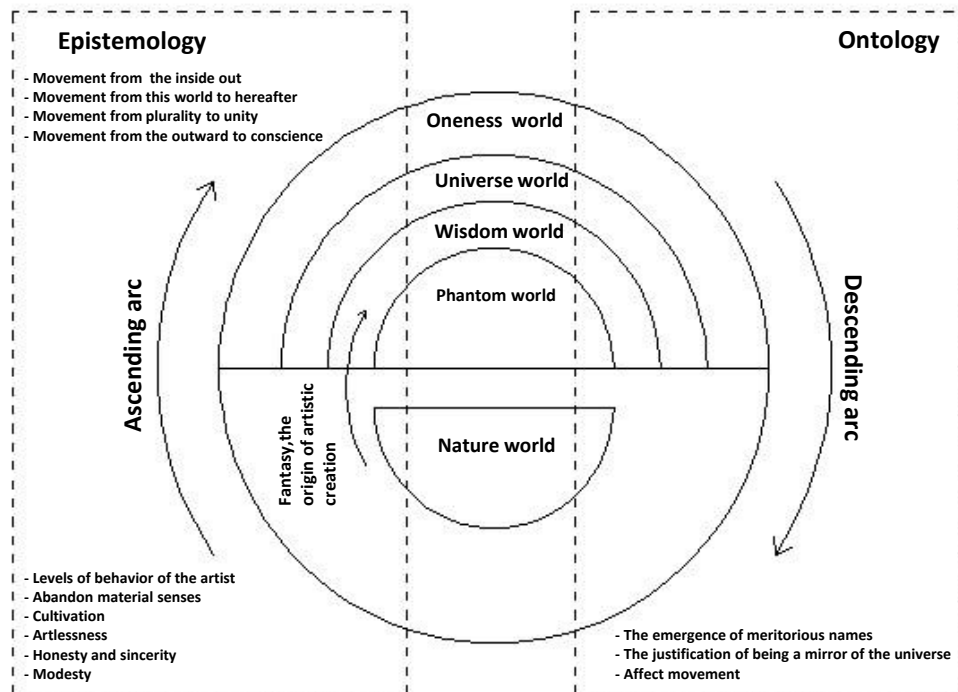 Epistemology
- Movement from the inside out
- Movement from this world to hereafter
- Movement from plurality to unity
- Movement from the outward to conscience
Ontology
Oneness world
Universe world
Wisdom world
Phantom world
Nature world
Ascending arc
Descending arc
Fantasy,the
origin of artistic
creation
- Levels of behavior of the artist
- Abandon material senses
- Cultivation
- Artlessness
- Honesty and sincerity
- Modesty
- The emergence of meritorious names
- The justification of being a mirror of the universe
- Affect movement